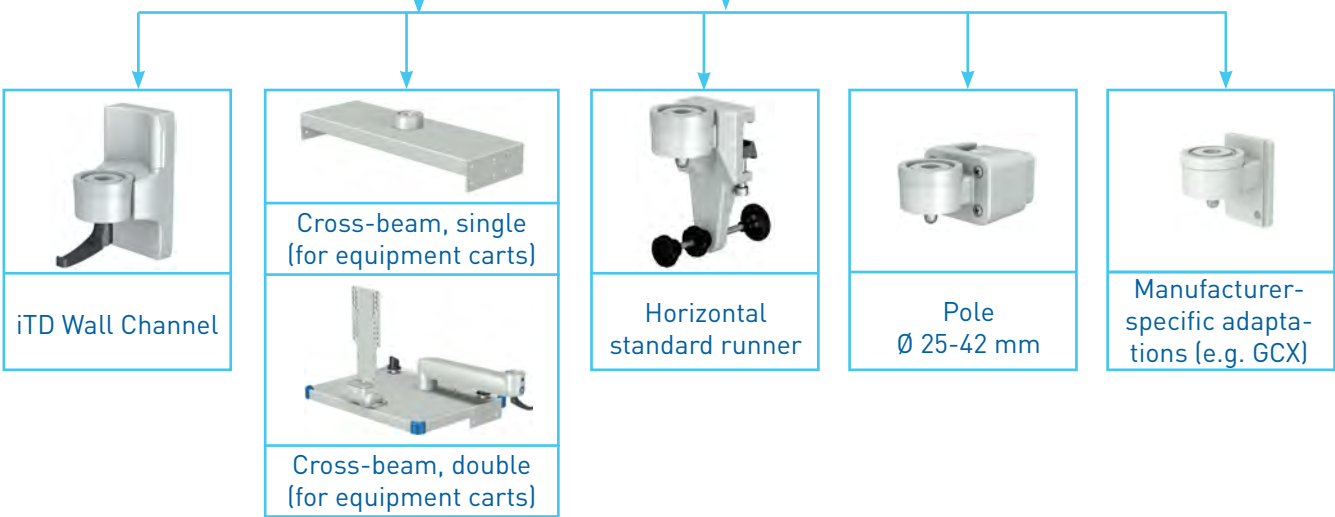 iTD Wall Channel
Cross-beam, single
(for equipment carts)
Cross-beam, double
(for equipment carts)
Horizontal
standard runner
Pole
Ø 25-42 mm
Manufacturer-
specific adapta-
tions (e.g. GCX)